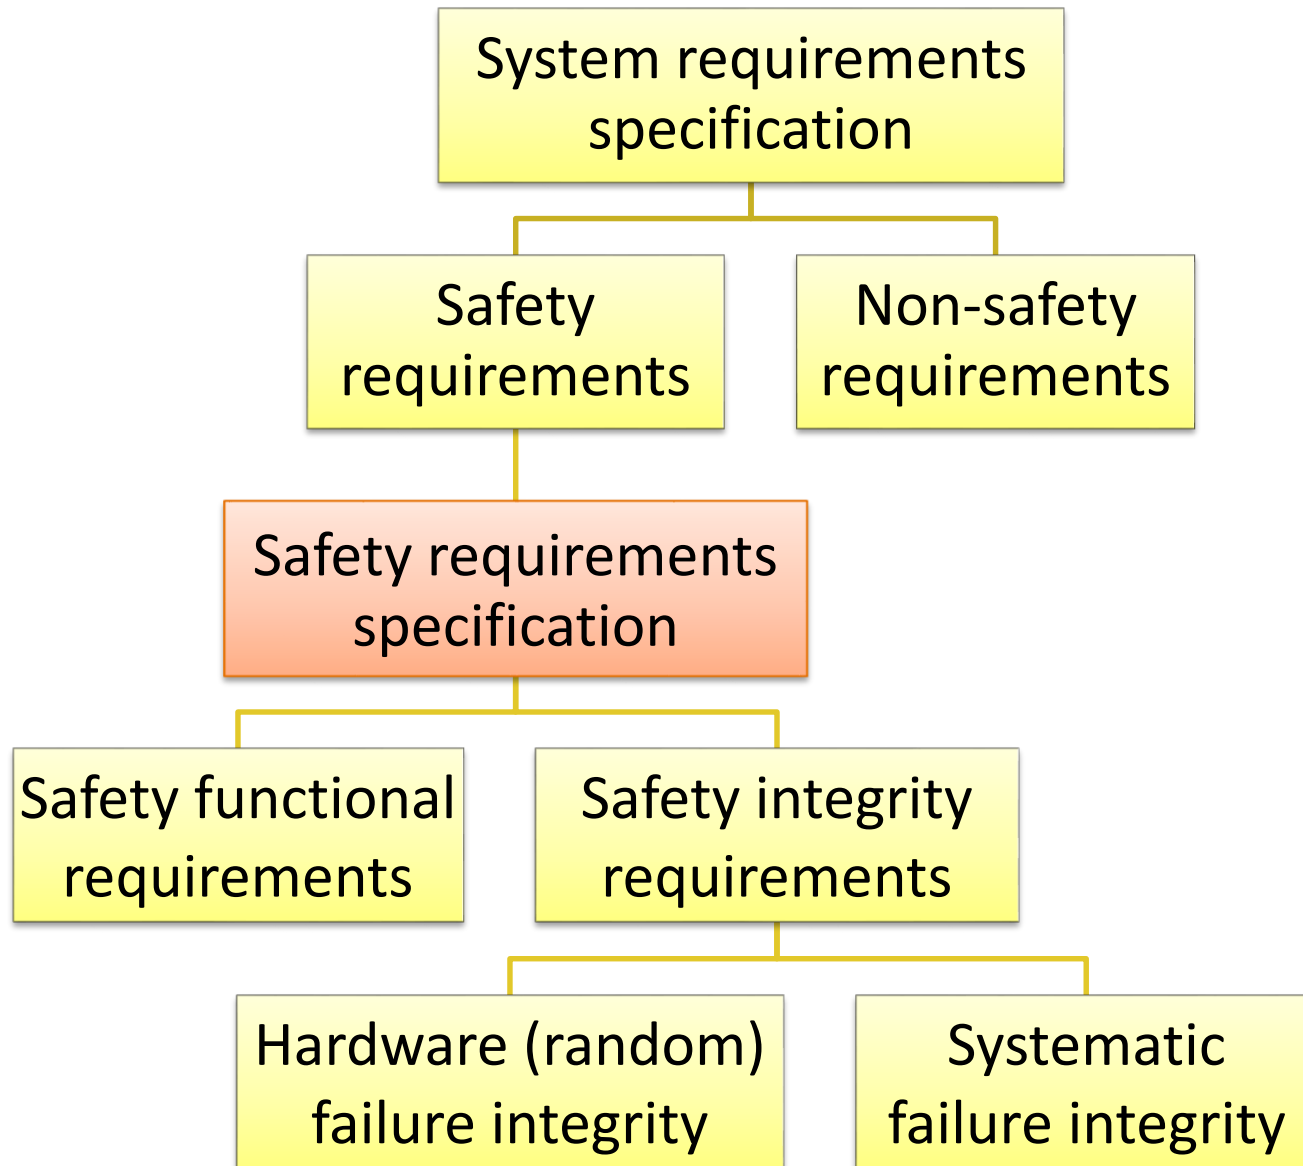 System requirements
specification
Safety
requirements
Non-safety
requirements
Safety requirements
specification
Safety functional
requirements
Safety integrity
requirements
Hardware (random)
failure integrity
Systematic
failure integrity